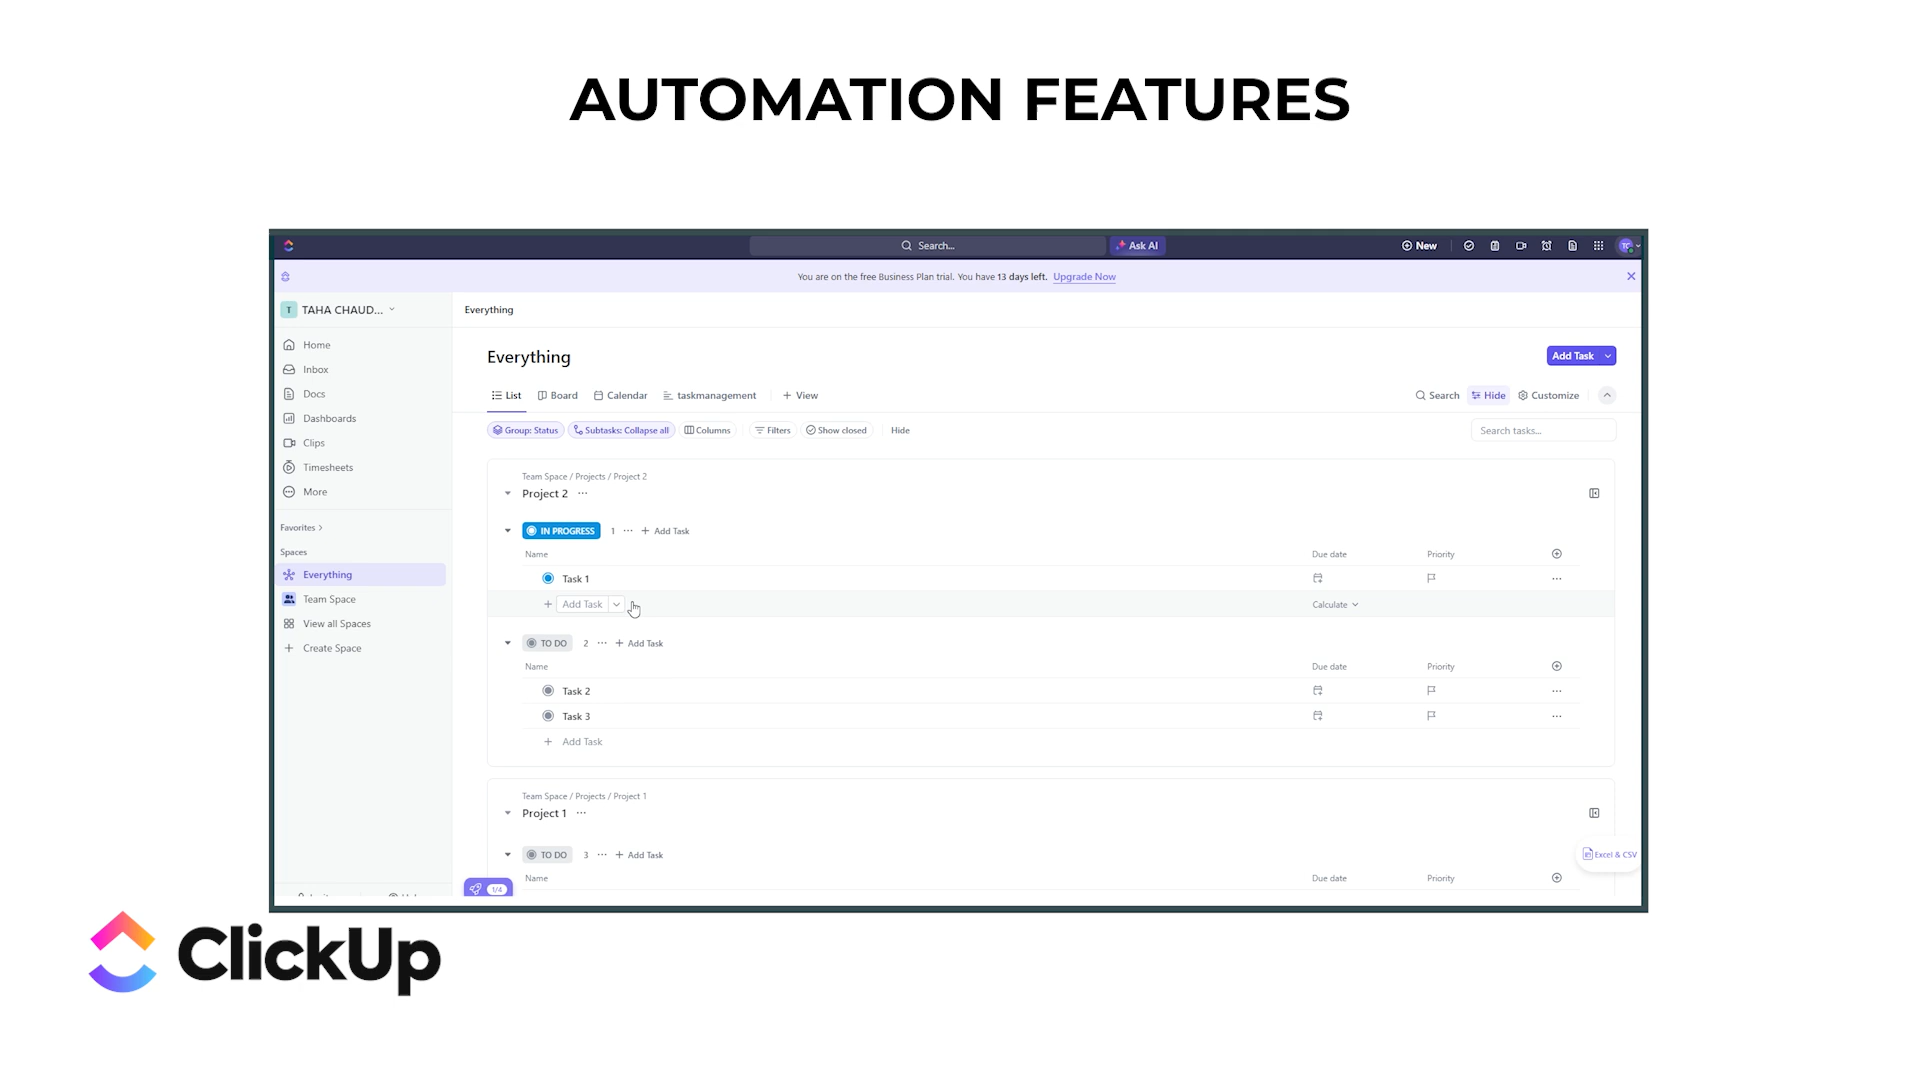 AUTOMATION FEATURES
Search...
Ask AI
New
TC
You are on the free Business Plan trial. You have 13 days left. Upgrade Now
T TAHA CHAUD...
Everything
Home
Inbox
Docs
Dashboards
Clips
Timesheets
More
Favorites
Spaces
Everything
Team Space
View all Spaces
Create Space
Everything
Add Task
List Board Calendar taskmanagement + View
Search Hide Customize
Group: Status Subtasks: Collapse all Columns Filters Show closed Hide
Search tasks...
Team Space / Projects / Project 2
Project 2 ...
IN PROGRESS 1 ... + Add Task
Name Due date Priority
Task 1
+ Add Task
Calculate
TO DO 2 ... + Add Task
Name Due date Priority
Task 2
Task 3
+ Add Task
Team Space / Projects / Project 1
Project 1 ...
TO DO 3 ... + Add Task
Name Due date Priority
Excel & CSV
1/4
ClickUp